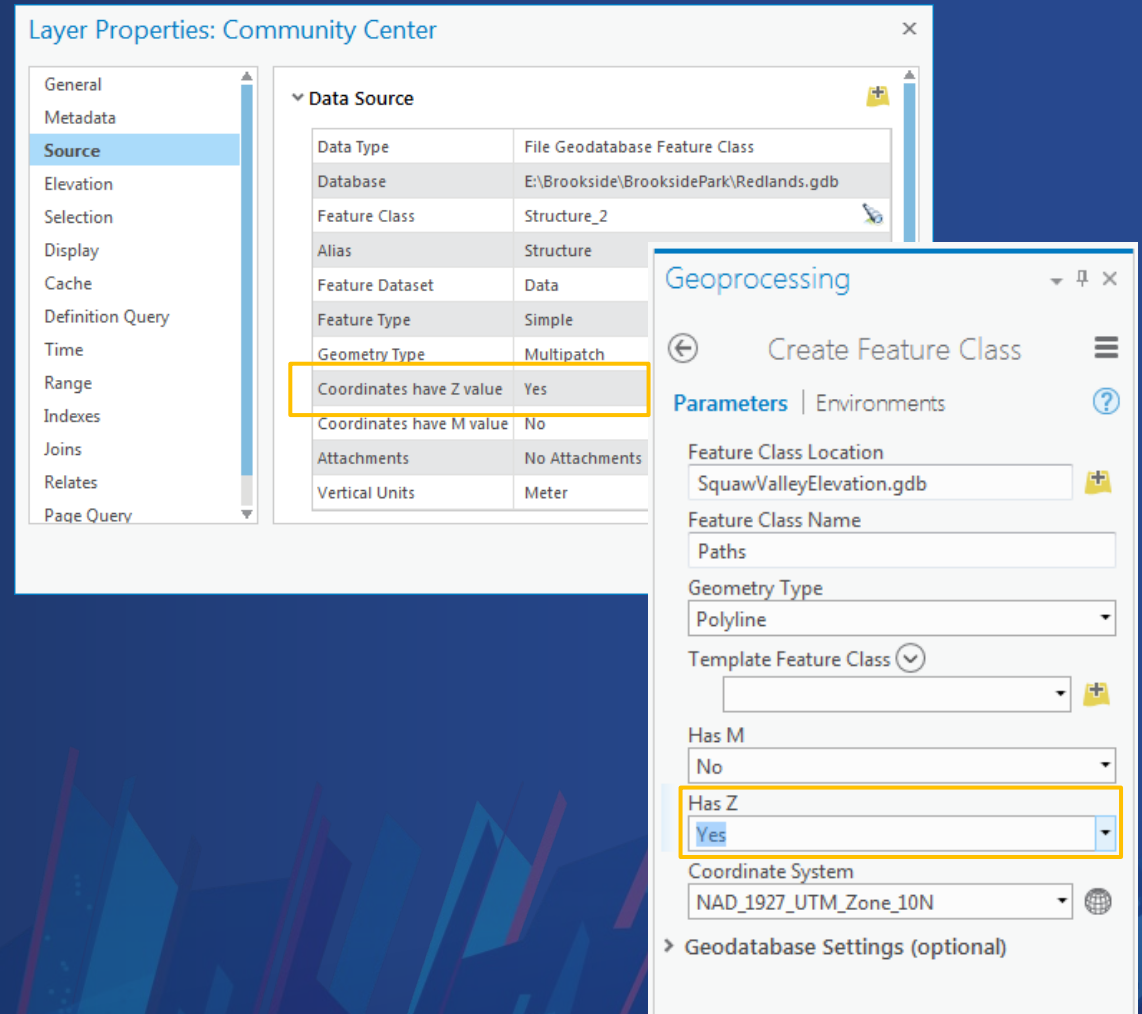 Layer Properties: Community Center
General
Metadata
Source
Elevation
Selection
Display
Cache
Definition Query
Time
Range
Indexes
Joins
Relates
Page Query
Data Source
Data Type File Geodatabase Feature Class
Database E:\Brookside\BrooksidePark\Redlands.gdb
Feature Class Structure_2
Alias Structure
Feature Dataset Data
Feature Type Simple
Geometry Type Multipatch
Coordinates have Z value Yes
Coordinates have M value No
Attachments No Attachments
Vertical Units Meter
Geoprocessing
Create Feature Class
Parameters | Environments
Feature Class Location
SquawValleyElevation.gdb
Feature Class Name
Paths
Geometry Type
Polyline
Template Feature Class
Has M
No
Has Z
Yes
Coordinate System
NAD_1927_UTM_Zone_10N
Geodatabase Settings (optional)